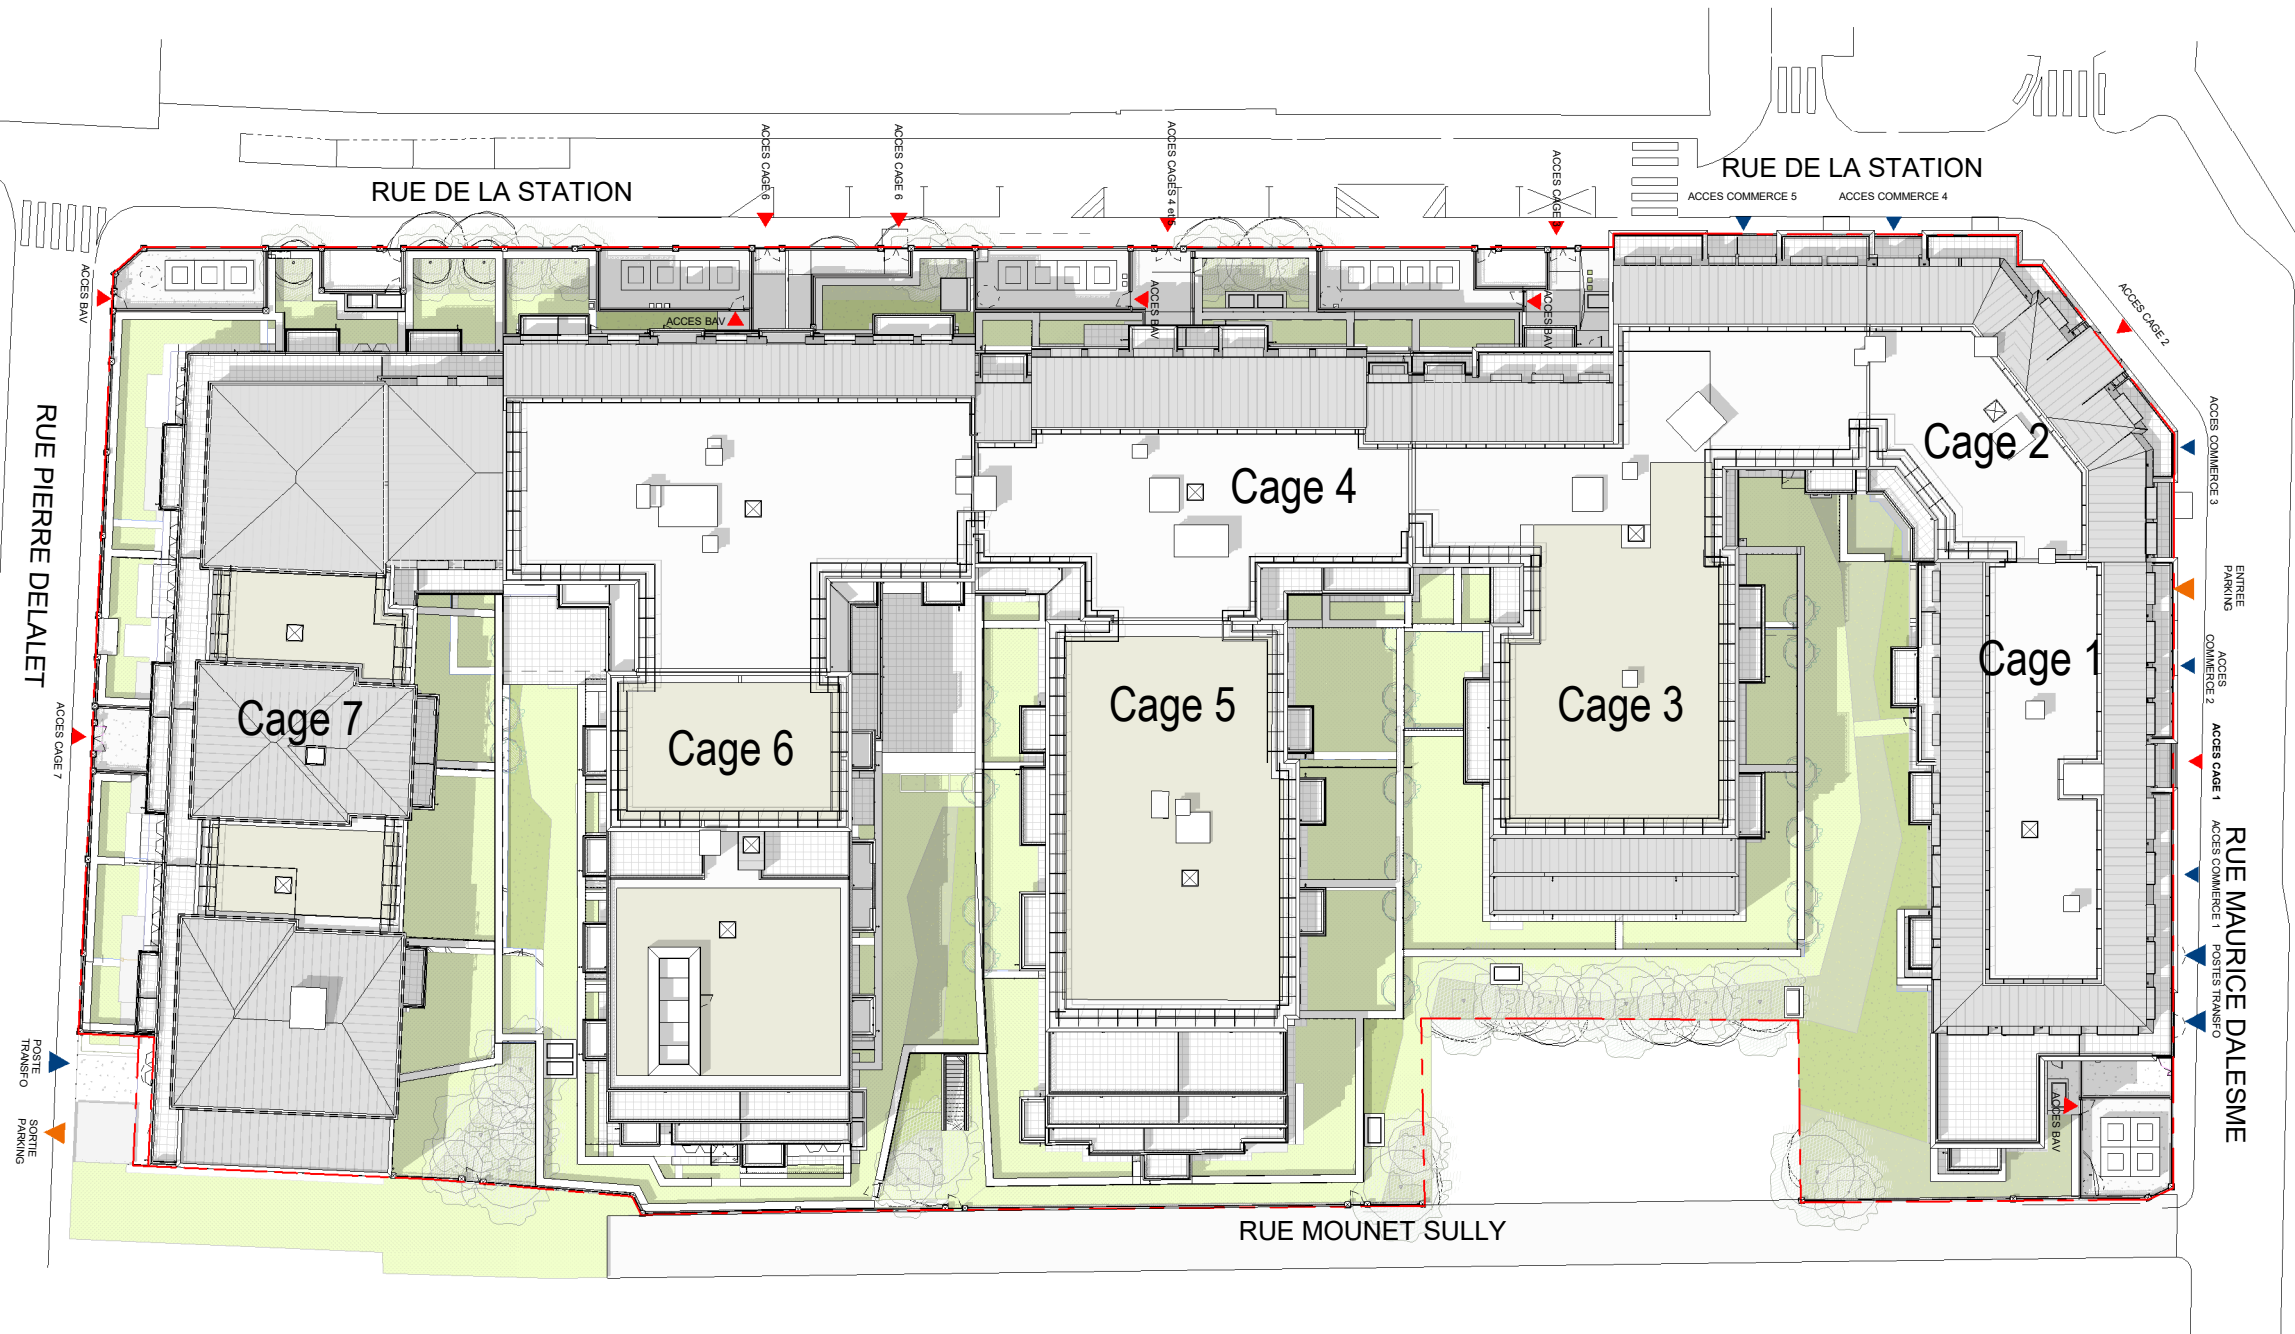 RUE DE LA STATION
RUE DE LA STATION
ACCES CAGE 6
ACCES CAGE 6
ACCES CAGES 4 et 5
ACCES CAGE
ACCES COMMERCE 5
ACCES COMMERCE 4
ACCES CAGE 2
ACCES BAV
ACCES BAV
ACCES BAV
ACCES BAV
ACCES COMMERCE 3
RUE PIERRE DELALET
Cage 2
Cage 4
ENTREE
PARKING
ACCES
COMMERCE 2
Cage 1
Cage 7
Cage 6
Cage 5
Cage 3
ACCES CAGE 7
ACCES CAGE 1
ACCES COMMERCE 1
POSTES TRANSFO
RUE MAURICE DALESME
POSTE
TRANSFO
SORTIE
PARKING
ACCES BAV
RUE MOUNET SULLY